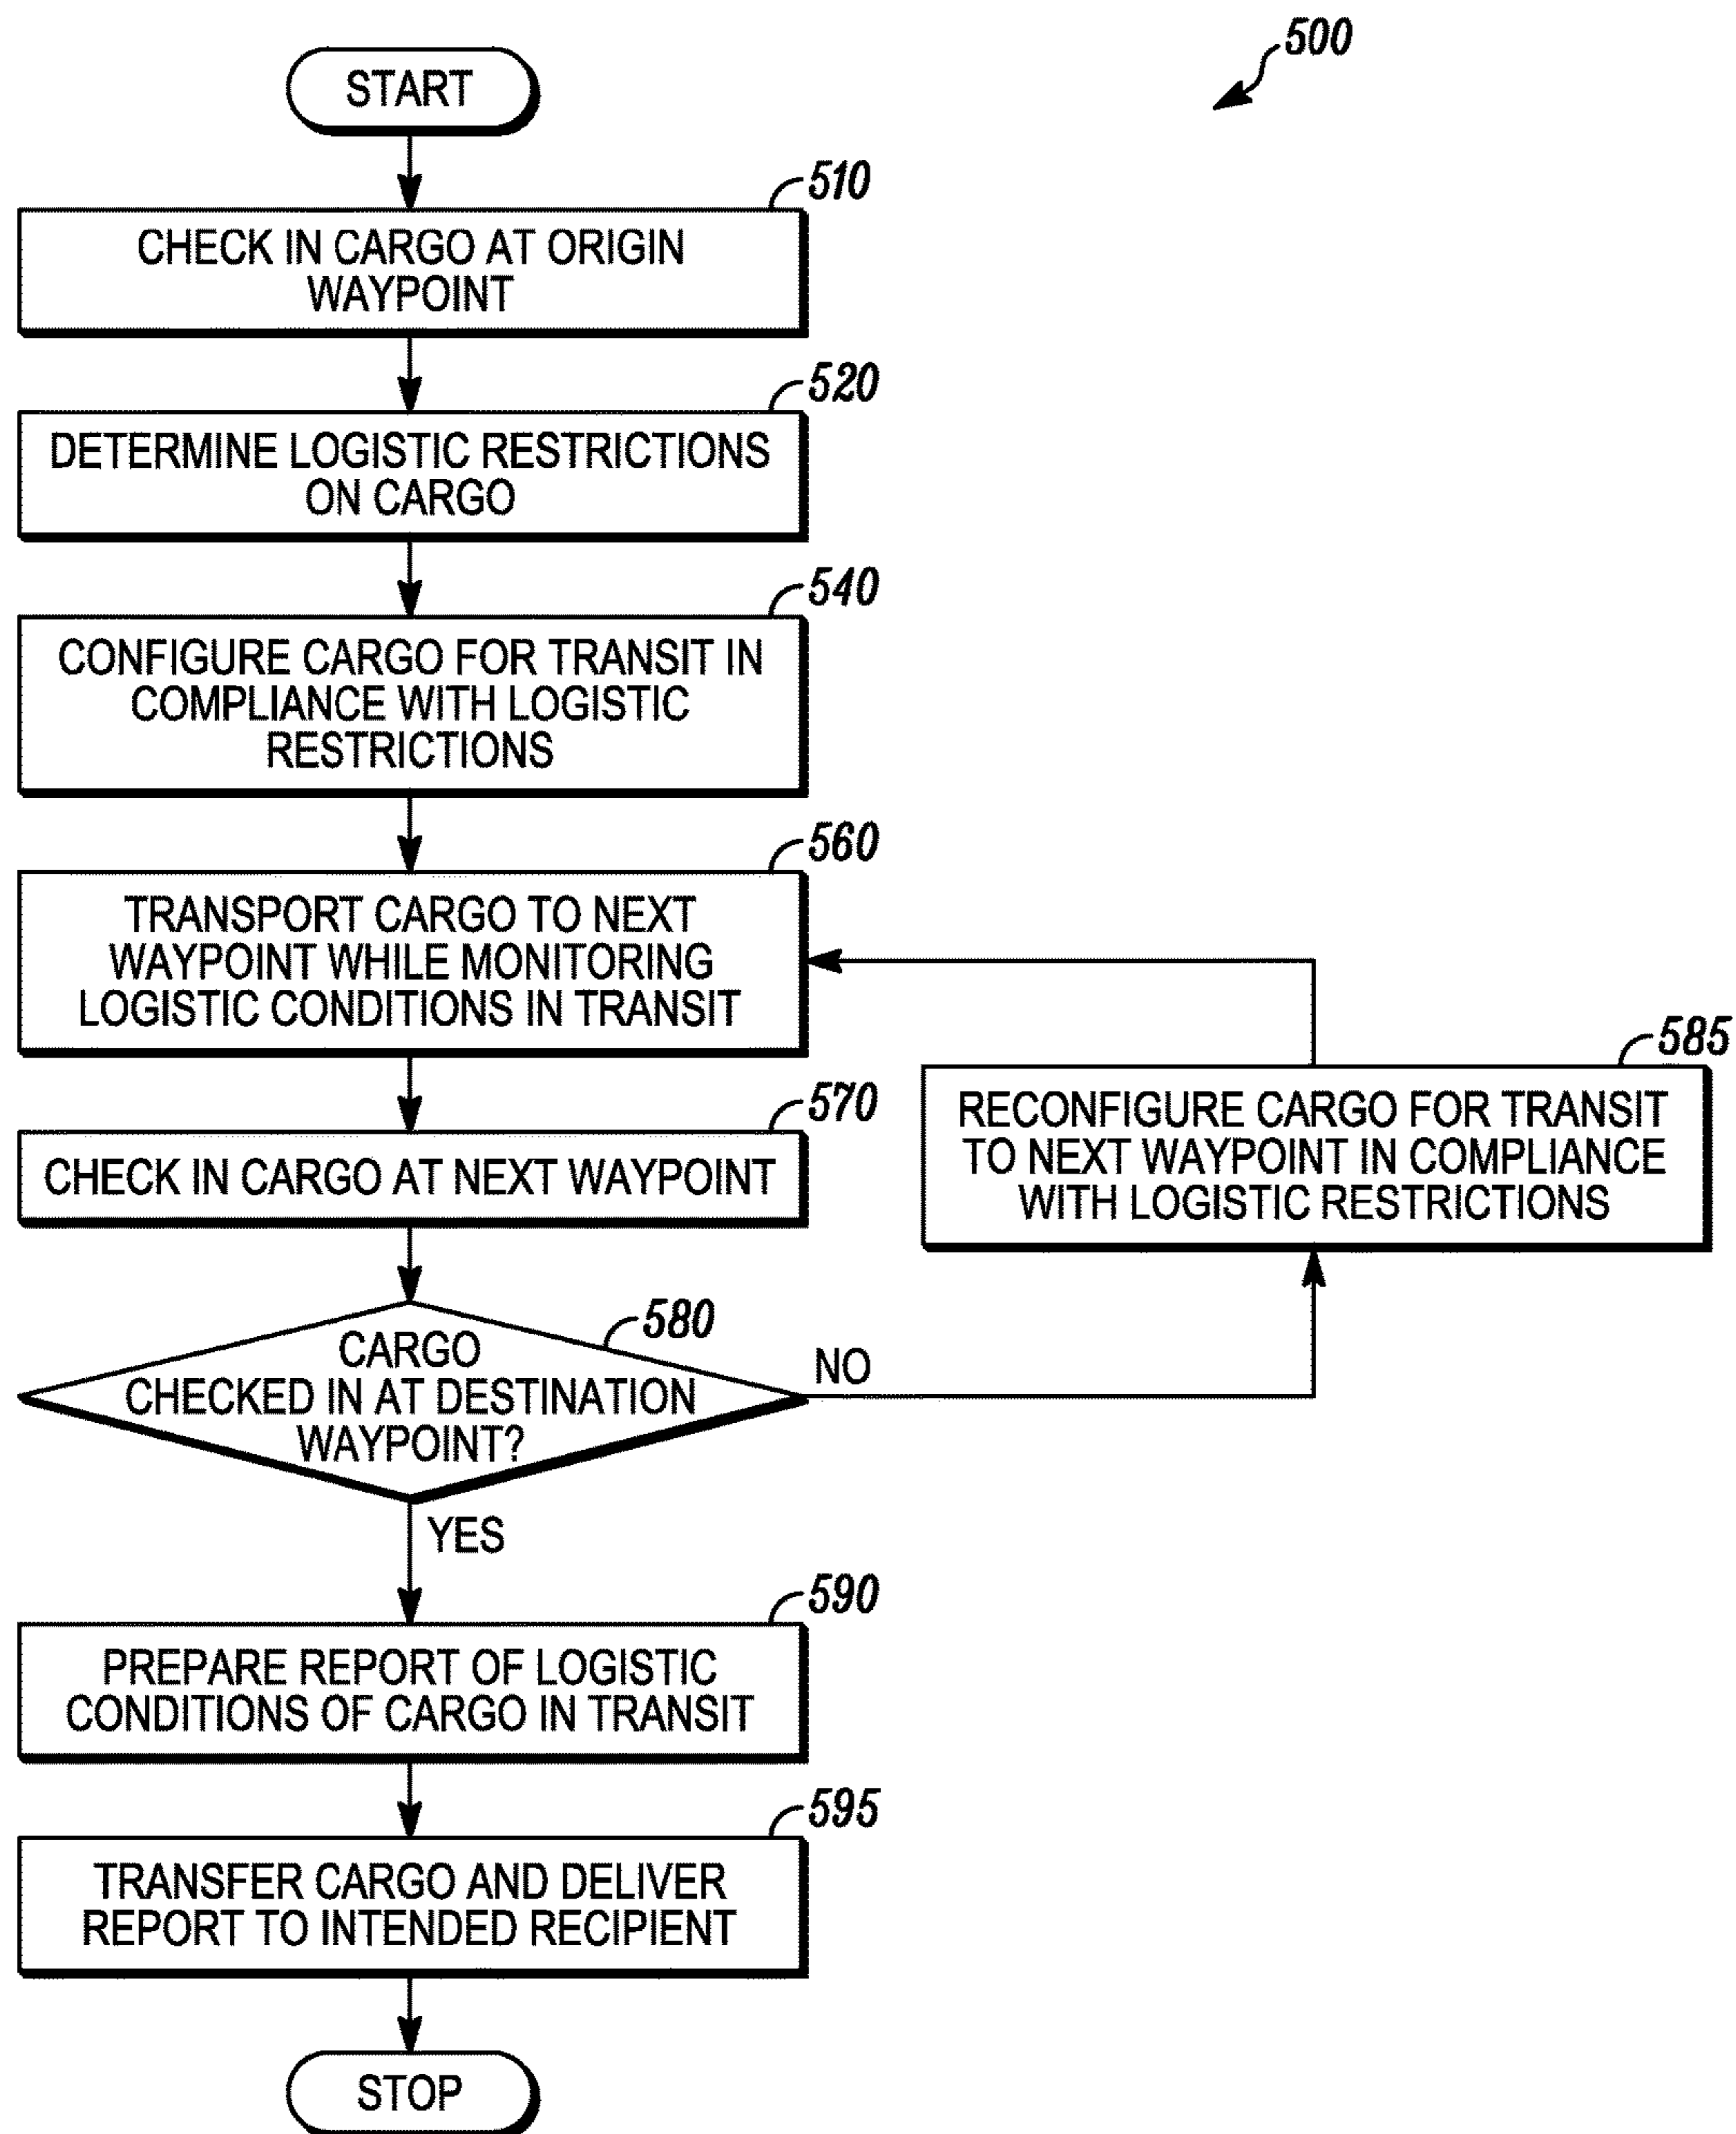 500
START
510
CHECK IN CARGO AT ORIGIN
WAYPOINT
520
DETERMINE LOGISTIC RESTRICTIONS
ON CARGO
540
CONFIGURE CARGO FOR TRANSIT IN
COMPLIANCE WITH LOGISTIC
RESTRICTIONS
560
TRANSPORT CARGO TO NEXT
WAYPOINT WHILE MONITORING
LOGISTIC CONDITIONS IN TRANSIT
570
CHECK IN CARGO AT NEXT WAYPOINT
580
CARGO
CHECKED IN AT DESTINATION
WAYPOINT?
NO
585
RECONFIGURE CARGO FOR TRANSIT
TO NEXT WAYPOINT IN COMPLIANCE
WITH LOGISTIC RESTRICTIONS
YES
590
PREPARE REPORT OF LOGISTIC
CONDITIONS OF CARGO IN TRANSIT
595
TRANSFER CARGO AND DELIVER
REPORT TO INTENDED RECIPIENT
STOP